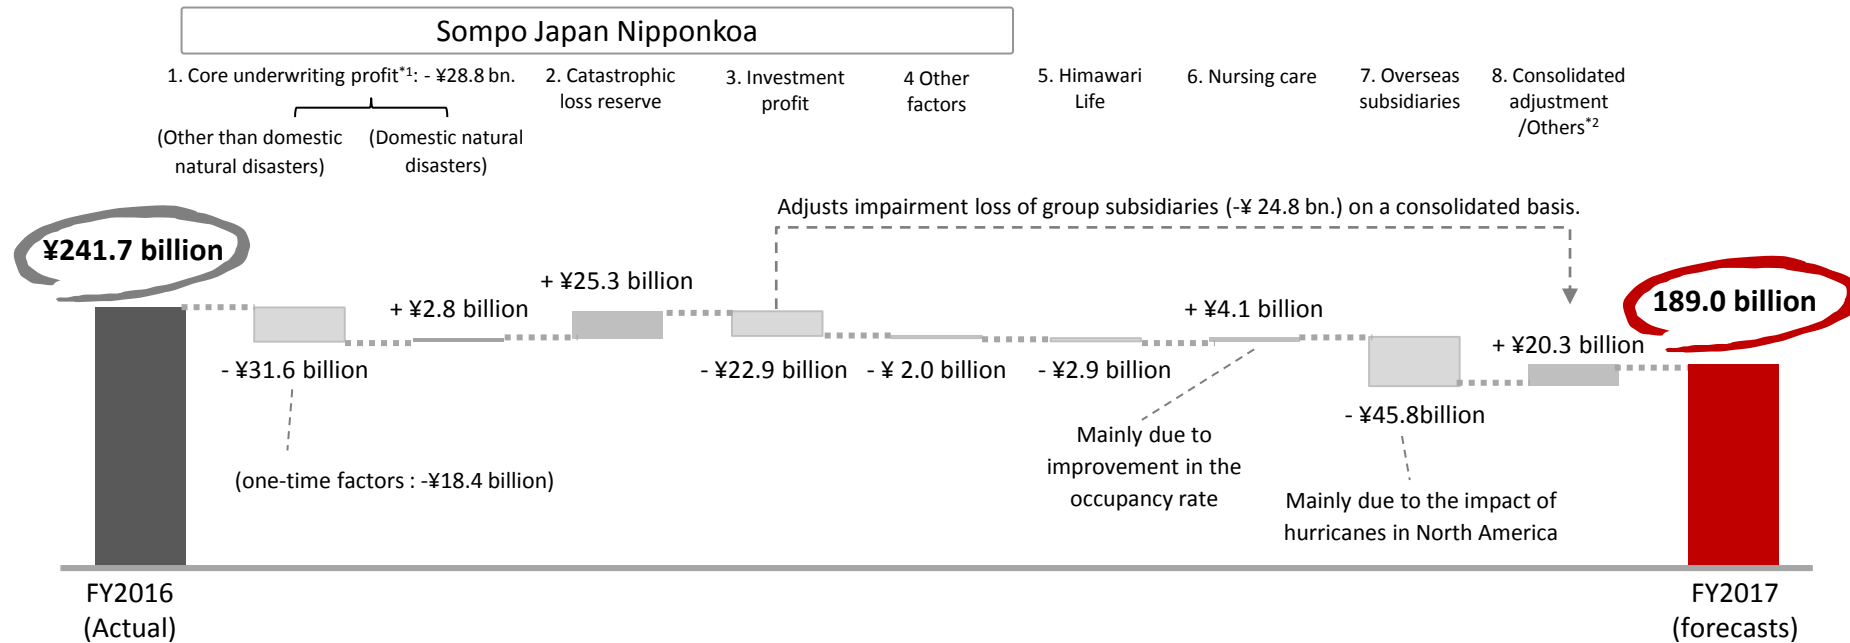 Sompo Japan Nipponkoa
1. Core underwriting profit*1: - ¥28.8 bn.
(Other than domestic
natural disasters)
(Domestic natural
disasters)
2. Catastrophic
loss reserve
3. Investment
profit
4 Other
factors
5. Himawari
Life
6. Nursing care
7. Overseas
subsidiaries
8. Consolidated
adjustment
/Others*2
Adjusts impairment loss of group subsidiaries (-¥ 24.8 bn.) on a consolidated basis.
¥241.7 billion
- ¥31.6 billion
(one-time factors : -¥18.4 billion)
+ ¥2.8 billion
+ ¥25.3 billion
- ¥22.9 billion
- ¥ 2.0 billion
- ¥2.9 billion
+ ¥4.1 billion
Mainly due to
improvement in the
occupancy rate
- ¥45.8billion
Mainly due to the impact of
hurricanes in North America
+ ¥20.3 billion
189.0 billion
FY2016
(Actual)
FY2017
(forecasts)